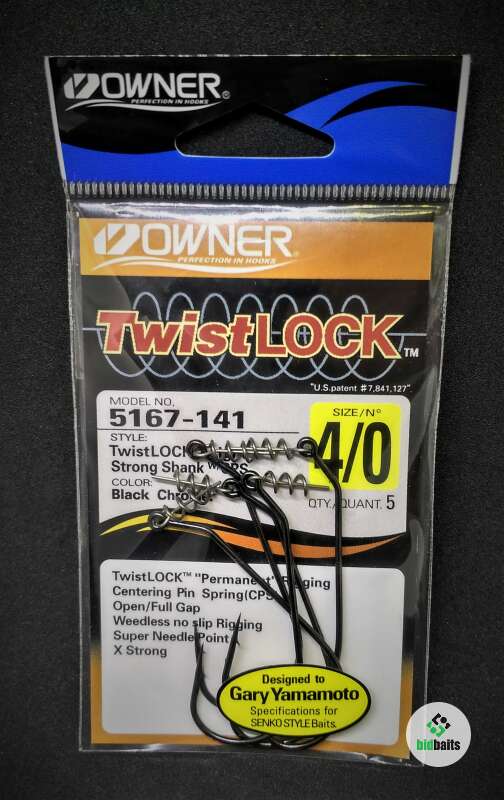 OWNER
PERFECTION IN HOOKS®
OWNER
PERFECTION IN HOOKS®
TwistLOCK™
"U.S.patent #7,841,127"
MODEL NO.
5167-141
SIZE/N°
4/0
STYLE:
TwistLOCK
Strong Shank
COLOR:
Black Chrome
QTY./QUANT. 5
TwistLOCK™ "Permanent" Rigging
Centering Pin Spring(CPS)
Open/Full Gap
Weedless no slip Rigging
Super Needle Point
X Strong
Designed to
Gary Yamamoto
Specifications for
SENKO STYLE Baits.
bidbaits